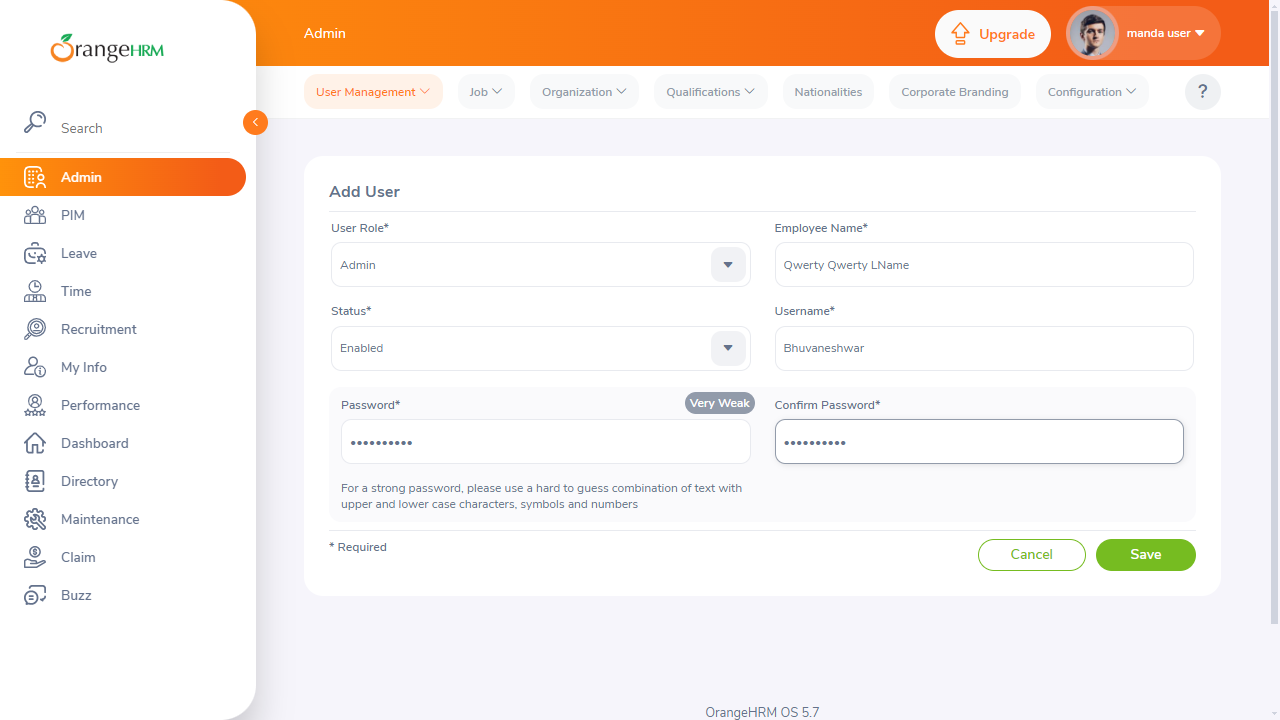 OrangeHRM
Admin
Upgrade
manda user
User Management
Job
Organization
Qualifications
Nationalities
Corporate Branding
Configuration
?
Search
Admin
PIM
Leave
Time
Recruitment
My Info
Performance
Dashboard
Directory
Maintenance
Claim
Buzz
Add User
User Role*
Admin
Employee Name*
Qwerty Qwerty LName
Status*
Enabled
Username*
Bhuvaneshwar
Password*
Very Weak
••••••••••
Confirm Password*
••••••••••
For a strong password, please use a hard to guess combination of text with
upper and lower case characters, symbols and numbers
* Required
Cancel
Save
OrangeHRM OS 5.7